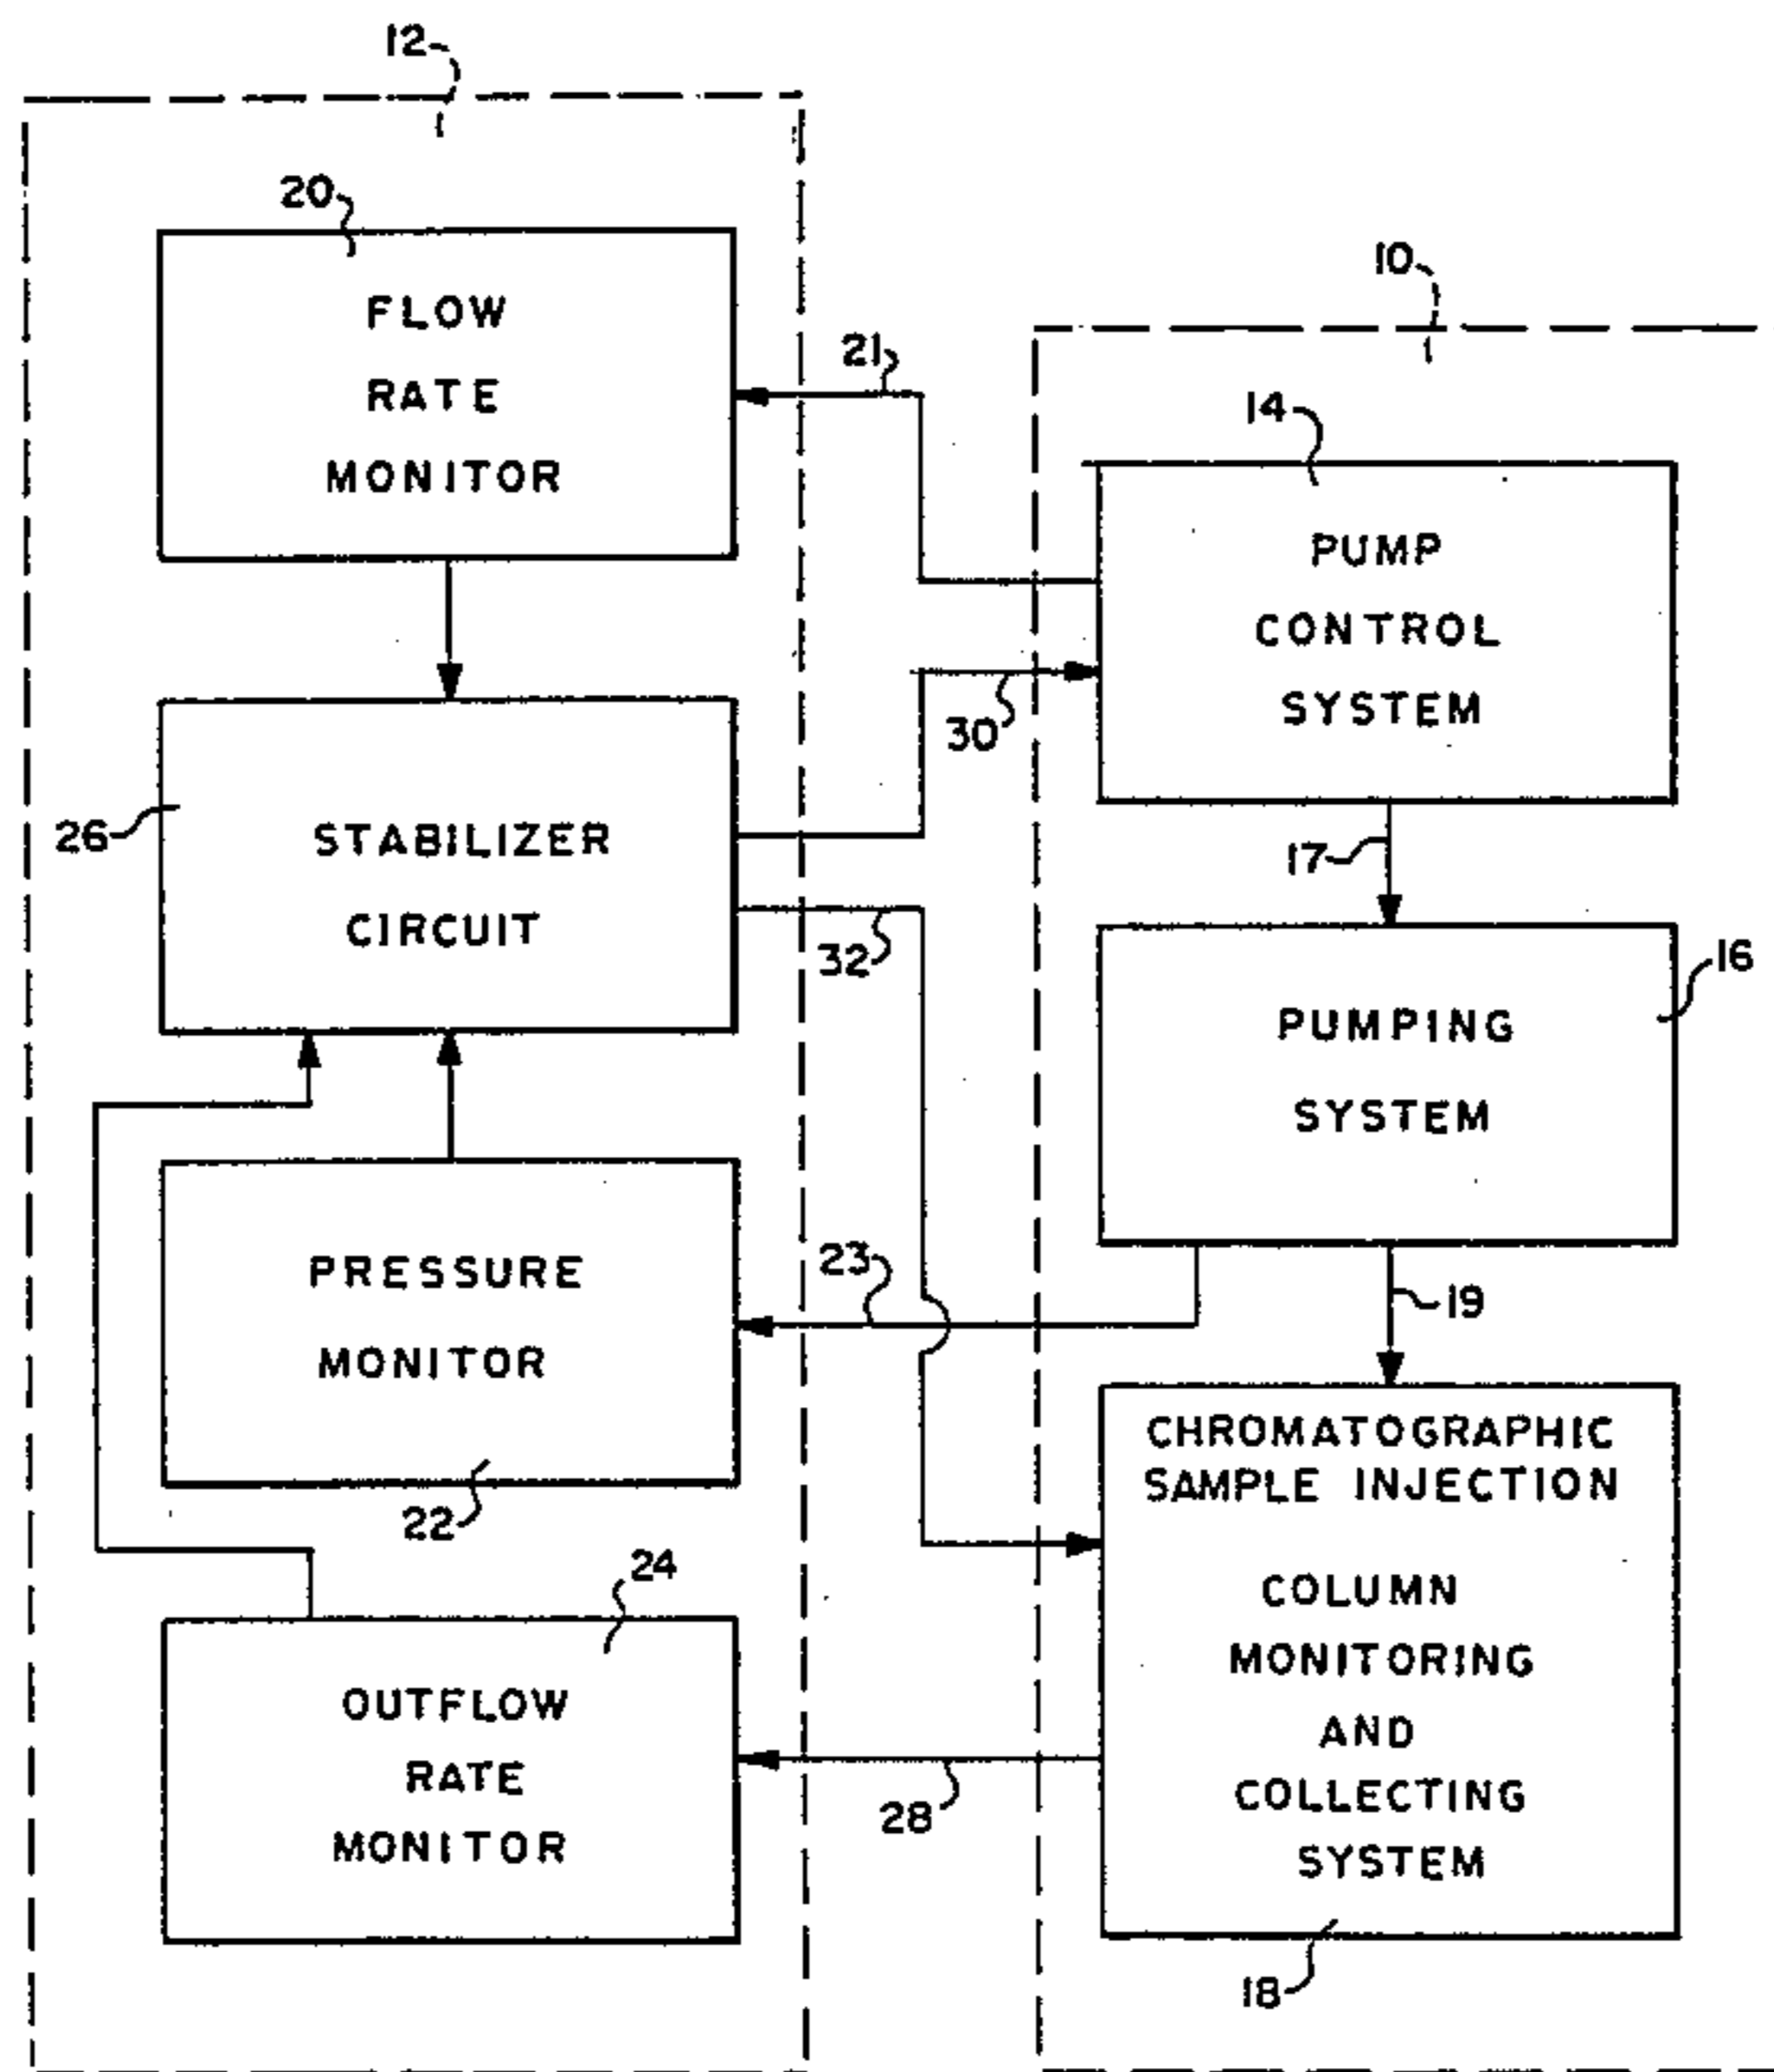 12
20
FLOW
RATE
MONITOR
21
10
14
PUMP
CONTROL
SYSTEM
30
26
STABILIZER
CIRCUIT
32
17
16
PUMPING
SYSTEM
23
19
PRESSURE
MONITOR
22
CHROMATOGRAPHIC
SAMPLE INJECTION
COLUMN
MONITORING
AND
COLLECTING
SYSTEM
18
24
OUTFLOW
RATE
MONITOR
28